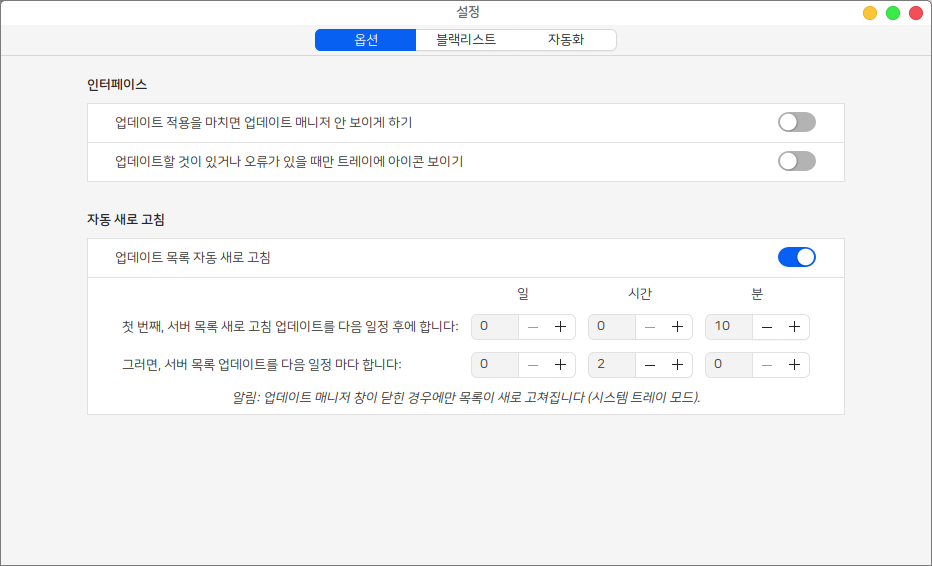 설정
옵션 블랙리스트 자동화
인터페이스
업데이트 적용을 마치면 업데이트 매니저 안 보이게 하기
업데이트할 것이 있거나 오류가 있을 때만 트레이에 아이콘 보이기
자동 새로 고침
업데이트 목록 자동 새로 고침
일 시간 분
첫 번째, 서버 목록 새로 고침 업데이트를 다음 일정 후에 합니다: 0 0 10
그러면, 서버 목록 업데이트를 다음 일정 마다 합니다: 0 2 0
알림: 업데이트 매니저 창이 닫힌 경우에만 목록이 새로 고쳐집니다 (시스템 트레이 모드).